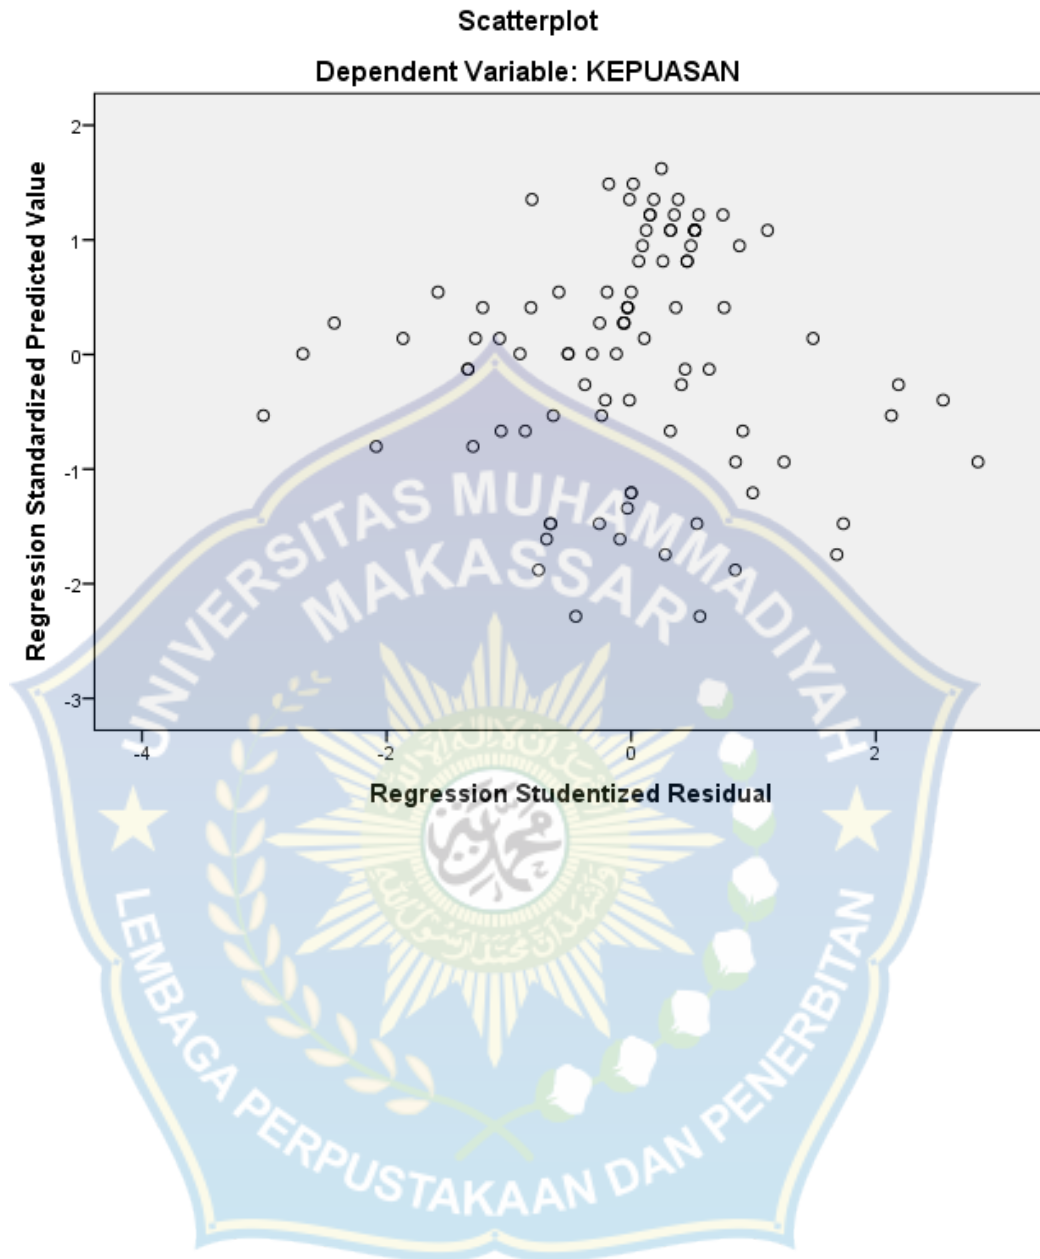 Scatterplot
Dependent Variable: KEPUASAN
Regression Standardized Predicted Value
2
1
0
-1
-2
-3
-4
-2
0
2
Regression Studentized Residual
UNIVERSITAS MUHAMMADIYAH
MAKASSAR
محمد
LEMBAGA PERPUSTAKAAN DAN PENERBITAN